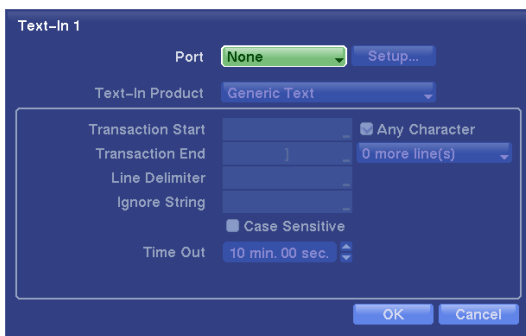 Text-In 1
Port None Setup...
Text-In Product Generic Text
Transaction Start Any Character
Transaction End ] 0 more line(s)
Line Delimiter
Ignore String
Case Sensitive
Time Out 10 min. 00 sec.
OK Cancel